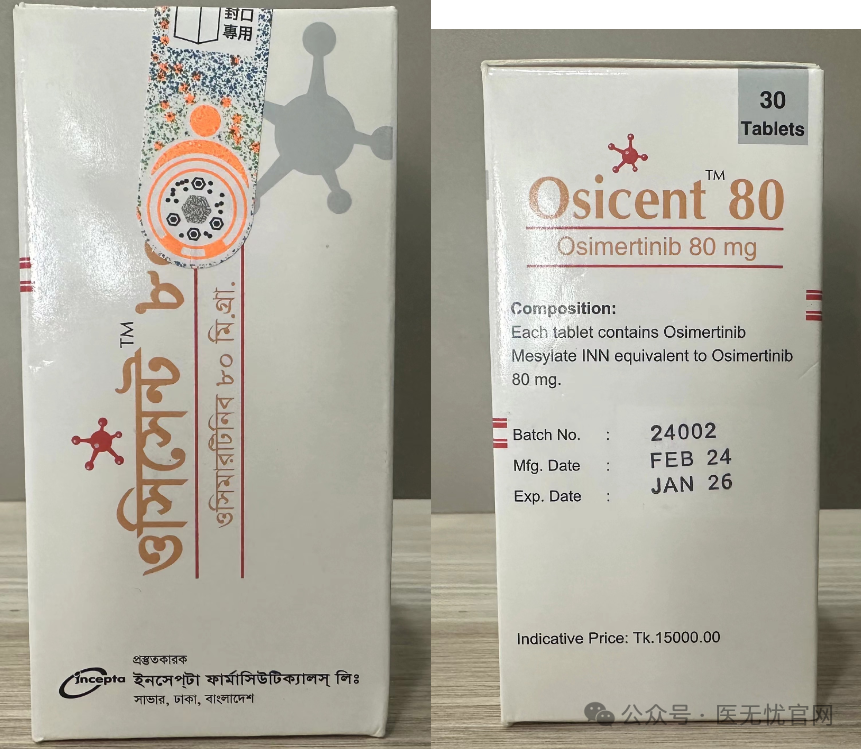 封口
專用
ওসিসেন্ট™ ৮০
ওসিমারটিনিব ৮০ মি.গ্রা.
প্রস্তুতকারক
incepta ইনসেপ্‌টা ফার্মাসিউটিক্যালস্ লিঃ
সাভার, ঢাকা, বাংলাদেশ
30
Tablets
Osicent™ 80
Osimertinib 80 mg
Composition:
Each tablet contains Osimertinib
Mesylate INN equivalent to Osimertinib
80 mg.
Batch No. : 24002
Mfg. Date : FEB 24
Exp. Date : JAN 26
Indicative Price: Tk.15000.00
公众号 · 医无忧官网